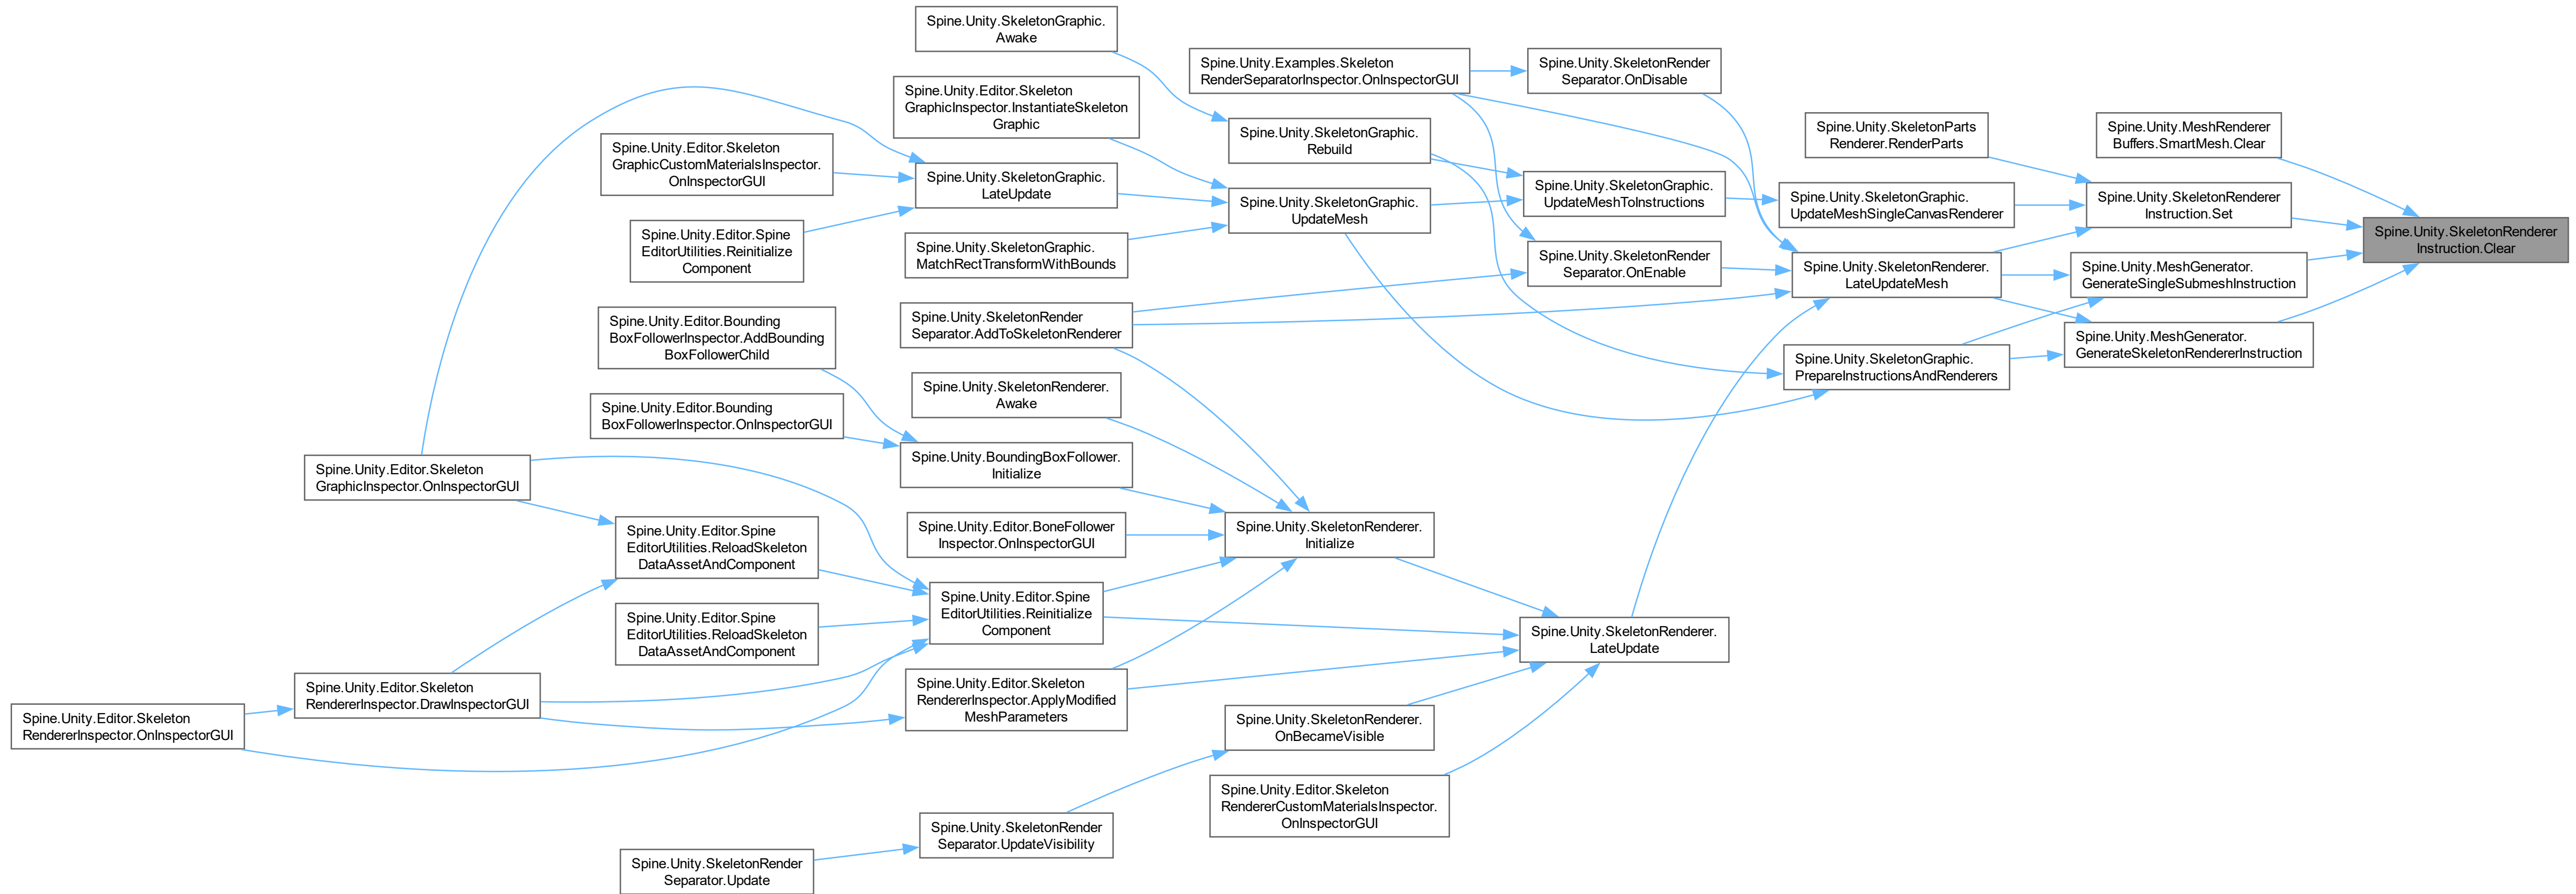 Spine.Unity.SkeletonGraphic.
Awake
Spine.Unity.Examples.Skeleton
RenderSeparatorInspector.OnInspectorGUI
Spine.Unity.SkeletonRender
Separator.OnDisable
Spine.Unity.Editor.Skeleton
GraphicInspector.InstantiateSkeleton
Graphic
Spine.Unity.SkeletonGraphic.
Rebuild
Spine.Unity.SkeletonParts
Renderer.RenderParts
Spine.Unity.MeshRenderer
Buffers.SmartMesh.Clear
Spine.Unity.Editor.Skeleton
GraphicCustomMaterialsInspector.
OnInspectorGUI
Spine.Unity.SkeletonGraphic.
LateUpdate
Spine.Unity.SkeletonGraphic.
UpdateMesh
Spine.Unity.SkeletonGraphic.
UpdateMeshToInstructions
Spine.Unity.SkeletonGraphic.
UpdateMeshSingleCanvasRenderer
Spine.Unity.SkeletonRenderer
Instruction.Set
Spine.Unity.SkeletonRenderer
Instruction.Clear
Spine.Unity.Editor.Spine
EditorUtilities.Reinitialize
Component
Spine.Unity.SkeletonGraphic.
MatchRectTransformWithBounds
Spine.Unity.SkeletonRender
Separator.OnEnable
Spine.Unity.SkeletonRenderer.
LateUpdateMesh
Spine.Unity.MeshGenerator.
GenerateSingleSubmeshInstruction
Spine.Unity.Editor.Bounding
BoxFollowerInspector.AddBounding
BoxFollowerChild
Spine.Unity.SkeletonRender
Separator.AddToSkeletonRenderer
Spine.Unity.SkeletonGraphic.
PrepareInstructionsAndRenderers
Spine.Unity.MeshGenerator.
GenerateSkeletonRendererInstruction
Spine.Unity.SkeletonRenderer.
Awake
Spine.Unity.Editor.Bounding
BoxFollowerInspector.OnInspectorGUI
Spine.Unity.BoundingBoxFollower.
Initialize
Spine.Unity.Editor.Skeleton
GraphicInspector.OnInspectorGUI
Spine.Unity.Editor.Spine
EditorUtilities.ReloadSkeleton
DataAssetAndComponent
Spine.Unity.Editor.BoneFollower
Inspector.OnInspectorGUI
Spine.Unity.SkeletonRenderer.
Initialize
Spine.Unity.Editor.Spine
EditorUtilities.ReloadSkeleton
DataAssetAndComponent
Spine.Unity.Editor.Spine
EditorUtilities.Reinitialize
Component
Spine.Unity.SkeletonRenderer.
LateUpdate
Spine.Unity.Editor.Skeleton
RendererInspector.OnInspectorGUI
Spine.Unity.Editor.Skeleton
RendererInspector.DrawInspectorGUI
Spine.Unity.Editor.Skeleton
RendererInspector.ApplyModified
MeshParameters
Spine.Unity.SkeletonRenderer.
OnBecameVisible
Spine.Unity.Editor.Skeleton
RendererCustomMaterialsInspector.
OnInspectorGUI
Spine.Unity.SkeletonRender
Separator.UpdateVisibility
Spine.Unity.SkeletonRender
Separator.Update